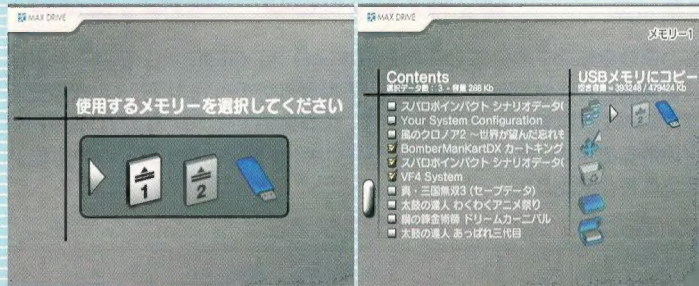 MAX DRIVE
使用するメモリーを選択してください
1
2
MAX DRIVE
メモリー1
Contents
選択データ数： 3 - 容量 288 Kb
USBメモリにコピー
空き容量 = 393248 / 479424 Kb
スパロボインパクト シナリオデータ(
Your System Configuration
風のクロノア2 ～世界が望んだ忘れも
BomberManKartDX カートキング
スパロボインパクト シナリオデータ(
VF4 System
真・三国無双3 (セーブデータ)
太鼓の達人 わくわくアニメ祭り
鋼の錬金術師 ドリームカーニバル
太鼓の達人 あっぱれ三代目
1
2